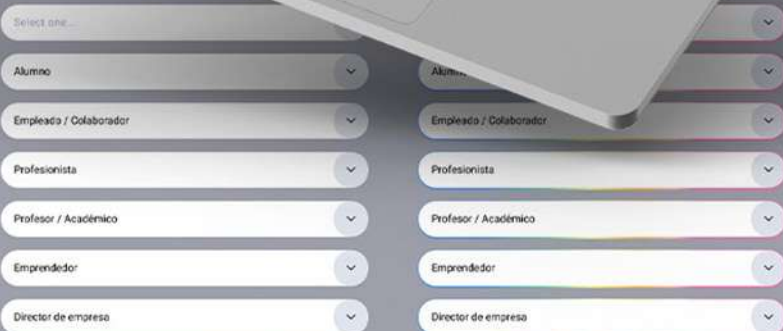 Select one...
Alumno
Alumno
Empleado / Colaborador
Empleado / Colaborador
Profesionista
Profesionista
Profesor / Académico
Profesor / Académico
Emprendedor
Emprendedor
Director de empresa
Director de empresa